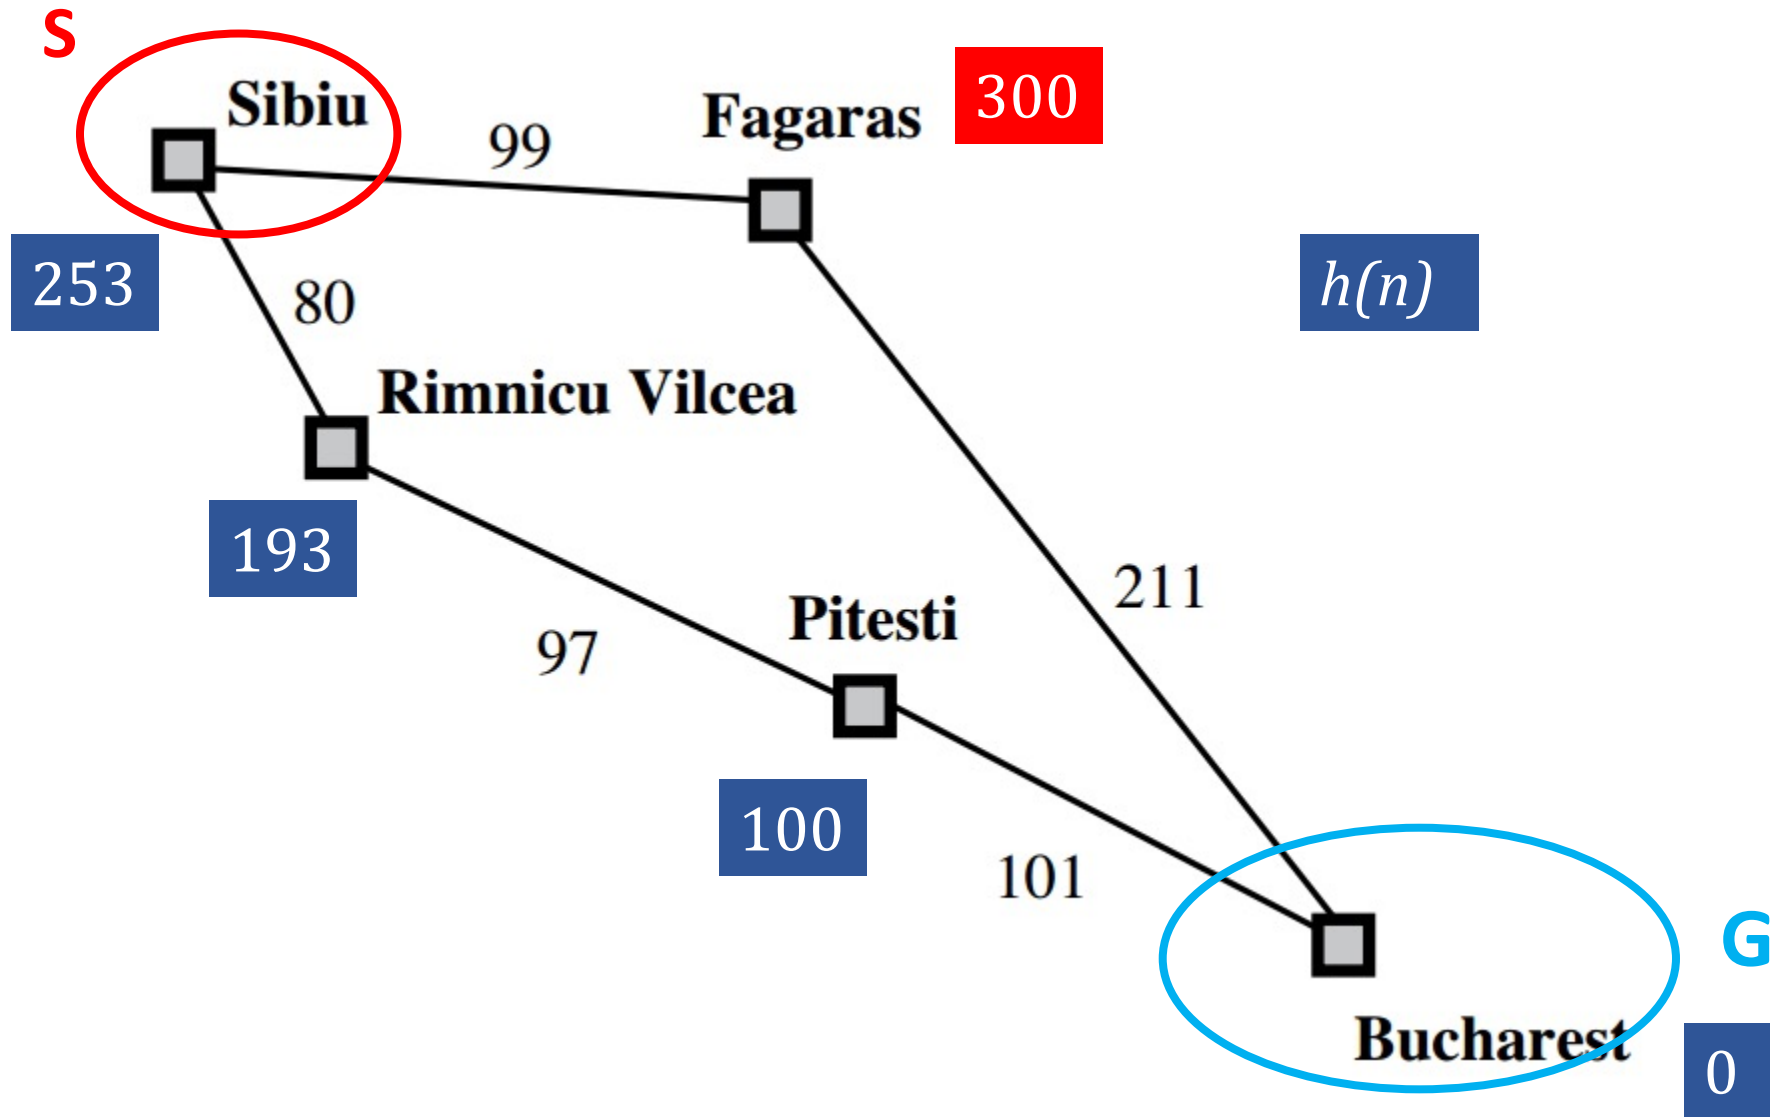 S
Sibiu
Fagaras
300
99
253
80
h(n)
Rimnicu Vilcea
193
97
Pitesti
211
100
101
G
Bucharest
0